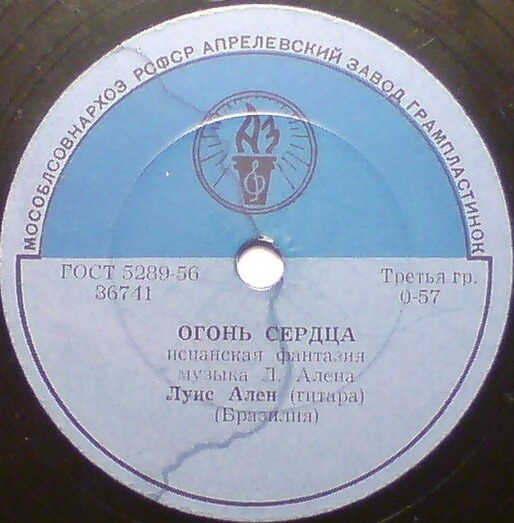 МОСОБЛСОВНАРХОЗ РСФСР АПРЕЛЕВСКИЙ ЗАВОД ГРАМПЛАСТИНОК
АЗ
ГОСТ 5289-56
36741
Третья гр.
0-57
ОГОНЬ СЕРДЦА
испанская фантазия
музыка Л. Алена
Луис Ален (гитара)
(Бразилия)